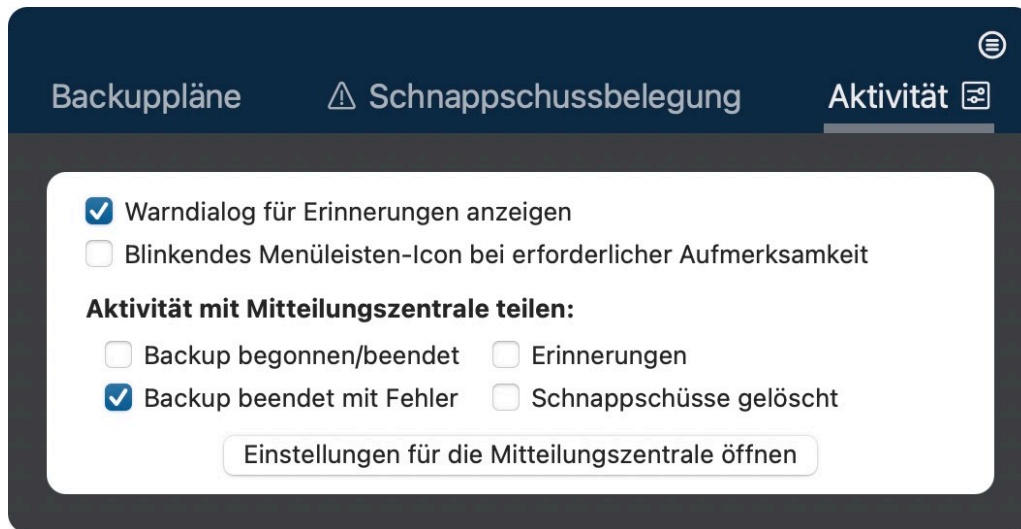 Backuppläne
Schnappschussbelegung
Aktivität
Warndialog für Erinnerungen anzeigen
Blinkendes Menüleisten-Icon bei erforderlicher Aufmerksamkeit
Aktivität mit Mitteilungszentrale teilen:
Backup begonnen/beendet
Erinnerungen
Backup beendet mit Fehler
Schnappschüsse gelöscht
Einstellungen für die Mitteilungszentrale öffnen